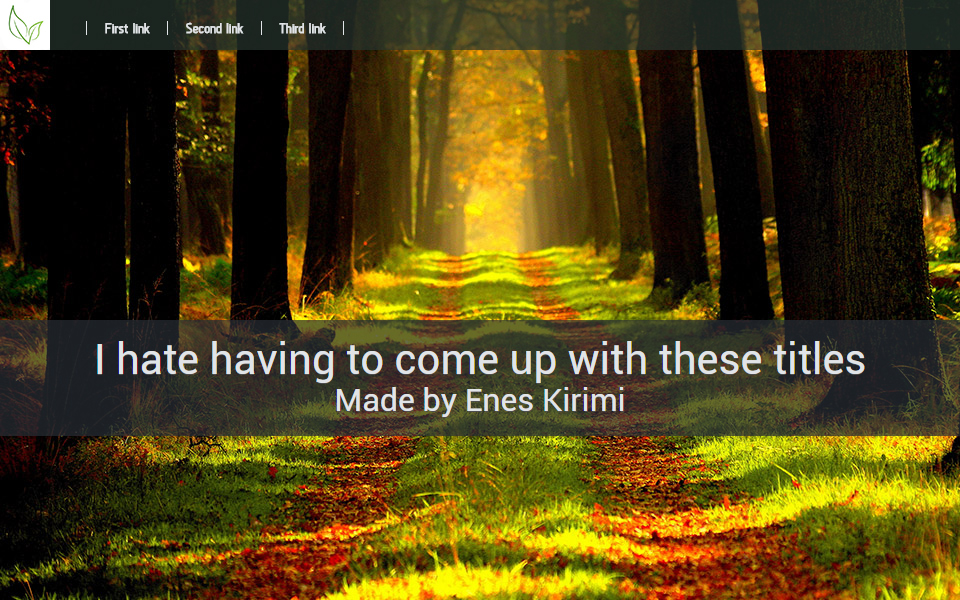 First link
Second link
Third link
I hate having to come up with these titles
Made by Enes Kirimi